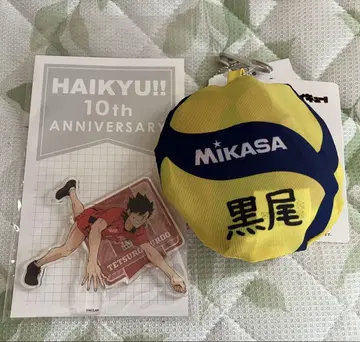 HAIKYU!!
10th
ANNIVERSARY
TETSURO KUROO
MIKASA
黒尾